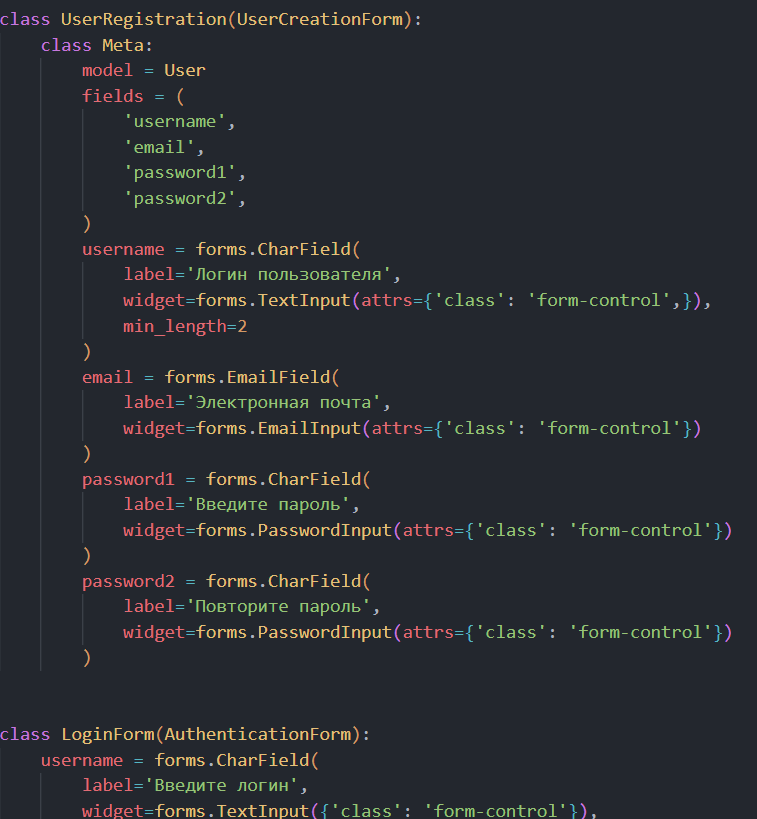 class UserRegistration(UserCreationForm):
    class Meta:
        model = User
        fields = (
            'username',
            'email',
            'password1',
            'password2',
        )
        username = forms.CharField(
            label='Логин пользователя',
            widget=forms.TextInput(attrs={'class': 'form-control',}),
            min_length=2
        )
        email = forms.EmailField(
            label='Электронная почта',
            widget=forms.EmailInput(attrs={'class': 'form-control'})
        )
        password1 = forms.CharField(
            label='Введите пароль',
            widget=forms.PasswordInput(attrs={'class': 'form-control'})
        )
        password2 = forms.CharField(
            label='Повторите пароль',
            widget=forms.PasswordInput(attrs={'class': 'form-control'})
        )
class LoginForm(AuthenticationForm):
    username = forms.CharField(
        label='Введите логин',
        widget=forms.TextInput({'class': 'form-control'}),